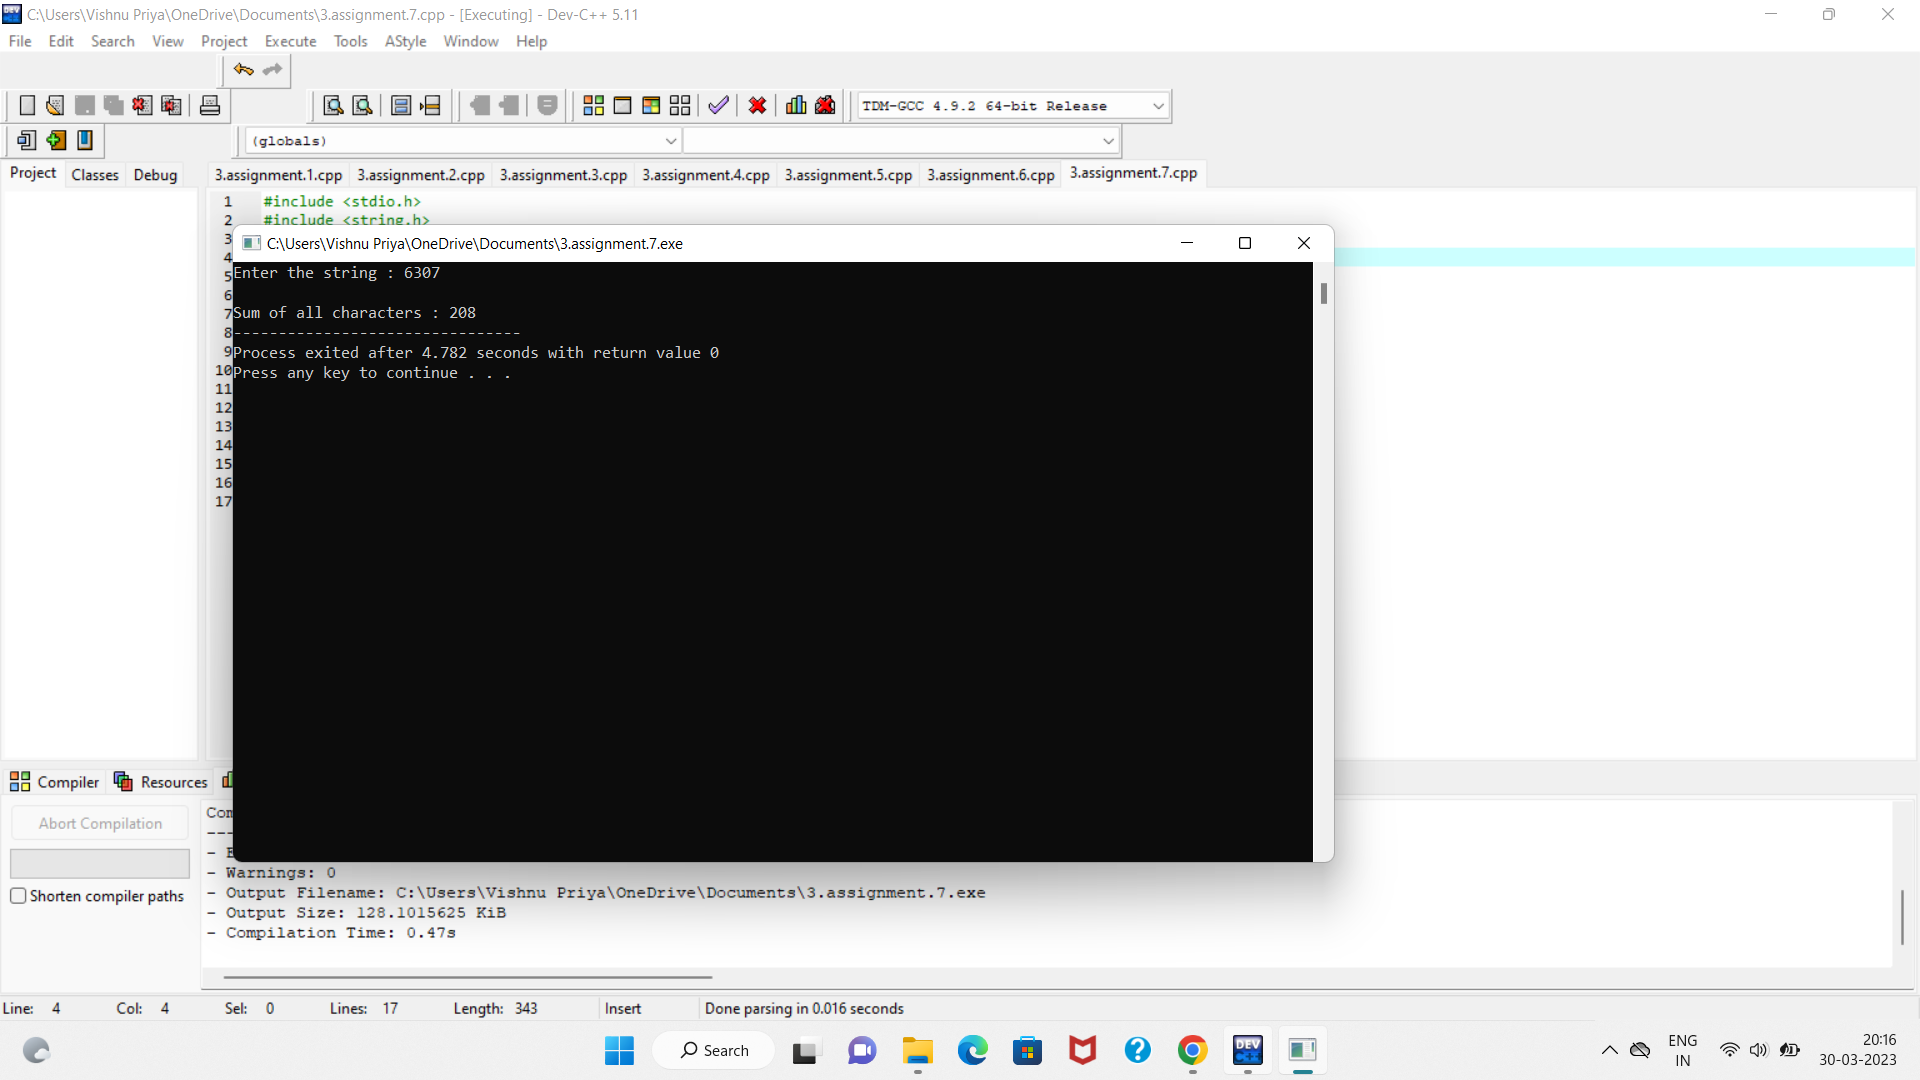 C:\Users\Vishnu Priya\OneDrive\Documents\3.assignment.7.cpp - [Executing] - Dev-C++ 5.11
File Edit Search View Project Execute Tools AStyle Window Help
TDM-GCC 4.9.2 64-bit Release
(globals)
Project Classes Debug
3.assignment.1.cpp 3.assignment.2.cpp 3.assignment.3.cpp 3.assignment.4.cpp 3.assignment.5.cpp 3.assignment.6.cpp 3.assignment.7.cpp
1 #include <stdio.h>
2 #include <string.h>
3
4
5
6
7
8
9
10
11
12
13
14
15
16
17
C:\Users\Vishnu Priya\OneDrive\Documents\3.assignment.7.exe
Enter the string : 6307
Sum of all characters : 208
--------------------------------
Process exited after 4.782 seconds with return value 0
Press any key to continue . . .
Compiler Resources
Abort Compilation
Shorten compiler paths
- Warnings: 0
- Output Filename: C:\Users\Vishnu Priya\OneDrive\Documents\3.assignment.7.exe
- Output Size: 128.1015625 KiB
- Compilation Time: 0.47s
Line: 4 Col: 4 Sel: 0 Lines: 17 Length: 343 Insert Done parsing in 0.016 seconds
Search
DEV C++
ENG
IN
20:16
30-03-2023